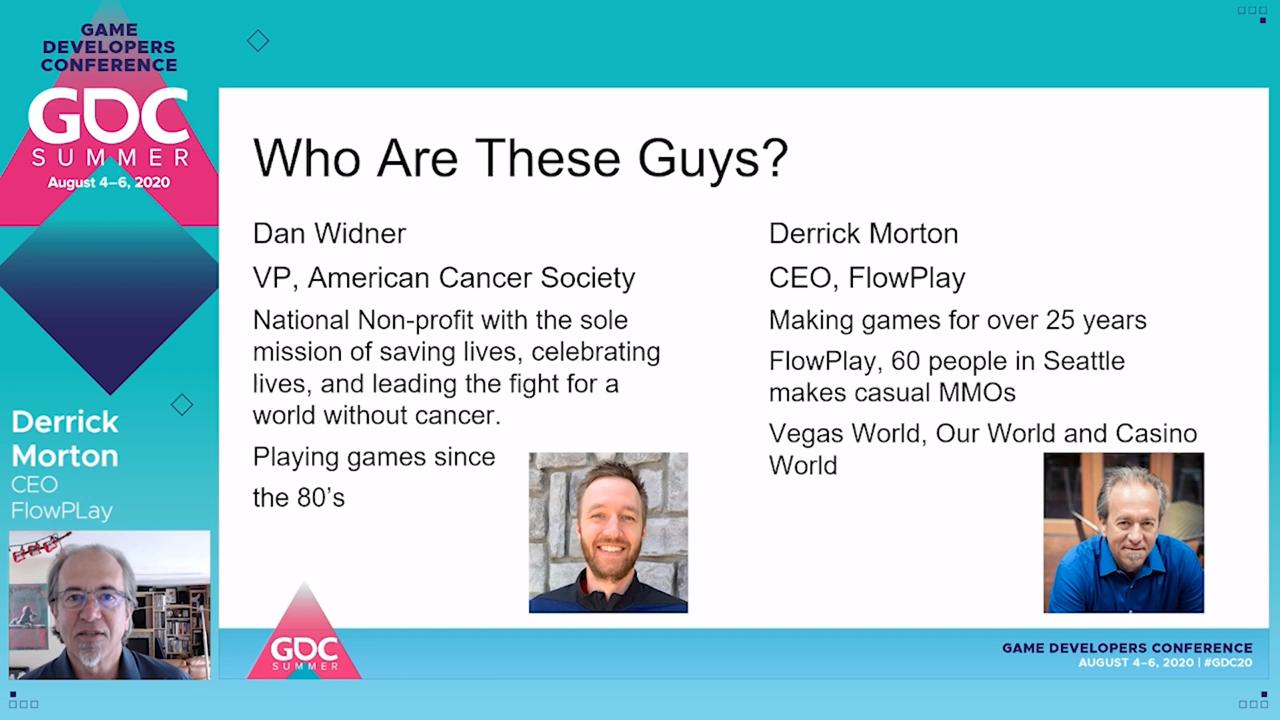 GAME
DEVELOPERS
CONFERENCE
GDC
SUMMER
August 4–6, 2020
Derrick
Morton
CEO
FlowPLay
Who Are These Guys?
Dan Widner
VP, American Cancer Society
National Non-profit with the sole
mission of saving lives, celebrating
lives, and leading the fight for a
world without cancer.
Playing games since
the 80’s
Derrick Morton
CEO, FlowPlay
Making games for over 25 years
FlowPlay, 60 people in Seattle
makes casual MMOs
Vegas World, Our World and Casino
World
GDC
SUMMER
GAME DEVELOPERS CONFERENCE
AUGUST 4–6, 2020 | #GDC20